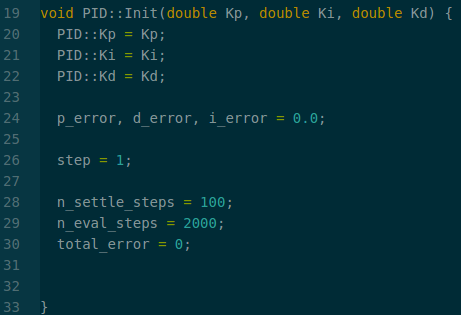 19 void PID::Init(double Kp, double Ki, double Kd) {
20 PID::Kp = Kp;
21 PID::Ki = Ki;
22 PID::Kd = Kd;
23
24 p_error, d_error, i_error = 0.0;
25
26 step = 1;
27
28 n_settle_steps = 100;
29 n_eval_steps = 2000;
30 total_error = 0;
31
32
33 }